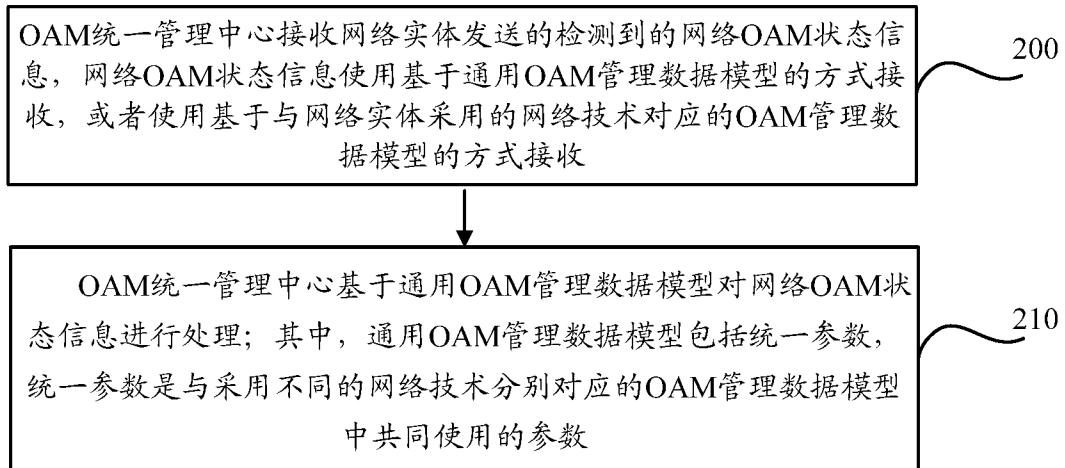 OAM统一管理中心接收网络实体发送的检测到的网络OAM状态信
息，网络OAM状态信息使用基于通用OAM管理数据模型的方式接
收，或者使用基于与网络实体采用的网络技术对应的OAM管理数
据模型的方式接收
200
OAM统一管理中心基于通用OAM管理数据模型对网络OAM状
态信息进行处理；其中，通用OAM管理数据模型包括统一参数，
统一参数是与采用不同的网络技术分别对应的OAM管理数据模型
中共同使用的参数
210